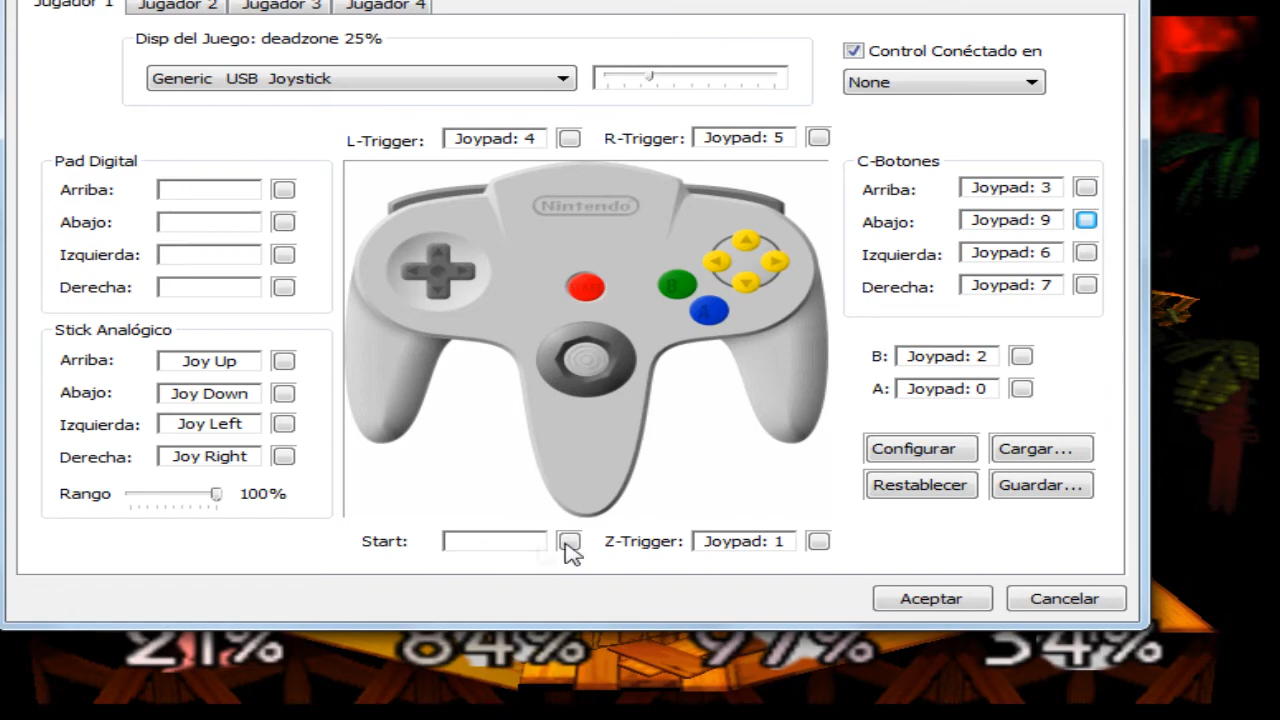 Jugador 1 Jugador 2 Jugador 3 Jugador 4
Disp del Juego: deadzone 25%
Generic USB Joystick
Control Conéctado en
None
L-Trigger: Joypad: 4 R-Trigger: Joypad: 5
Pad Digital
Arriba:
Abajo:
Izquierda:
Derecha:
Nintendo
START
B
A
C-Botones
Arriba: Joypad: 3
Abajo: Joypad: 9
Izquierda: Joypad: 6
Derecha: Joypad: 7
Stick Analógico
Arriba: Joy Up
Abajo: Joy Down
Izquierda: Joy Left
Derecha: Joy Right
Rango 100%
B: Joypad: 2
A: Joypad: 0
Configurar Cargar...
Restablecer Guardar...
Start: Z-Trigger: Joypad: 1
Aceptar Cancelar
21% 84% 97% 54%